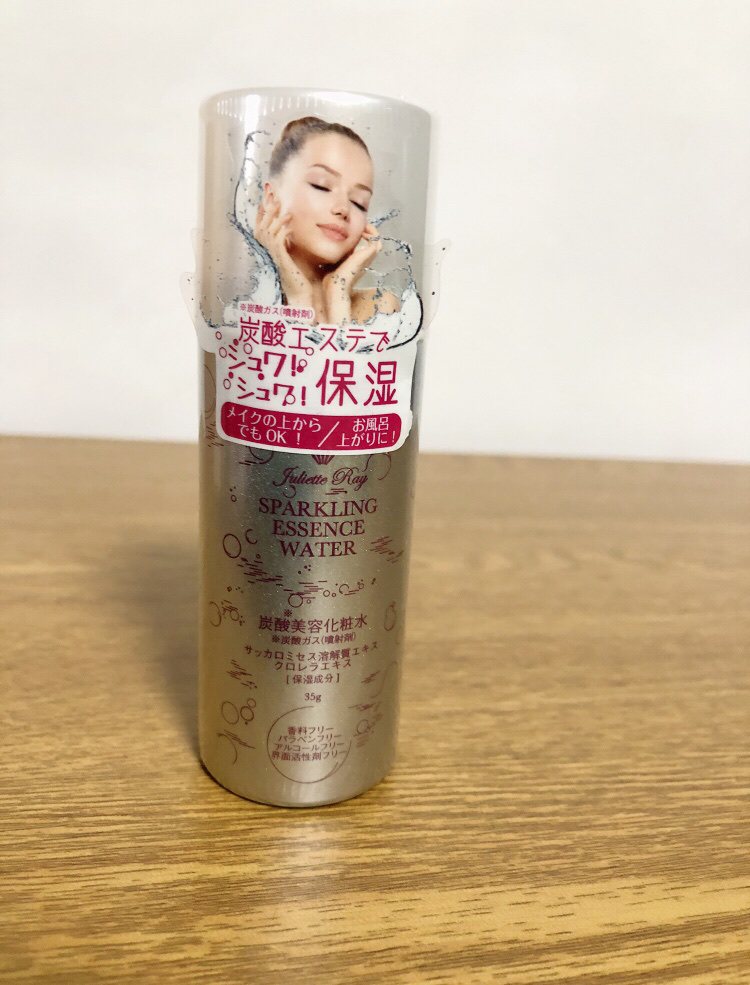 ※炭酸ガス(噴射剤)
炭酸エステで
シュワ!
シュワ!
保湿
メイクの上から
でもOK!
お風呂
上がりに!
Juliette Ray
SPARKLING
ESSENCE
WATER
※
炭酸美容化粧水
※炭酸ガス(噴射剤)
サッカロミセス溶解質エキス
クロレラエキス
[保湿成分]
35g
香料フリー
パラベンフリー
アルコールフリー
界面活性剤フリー